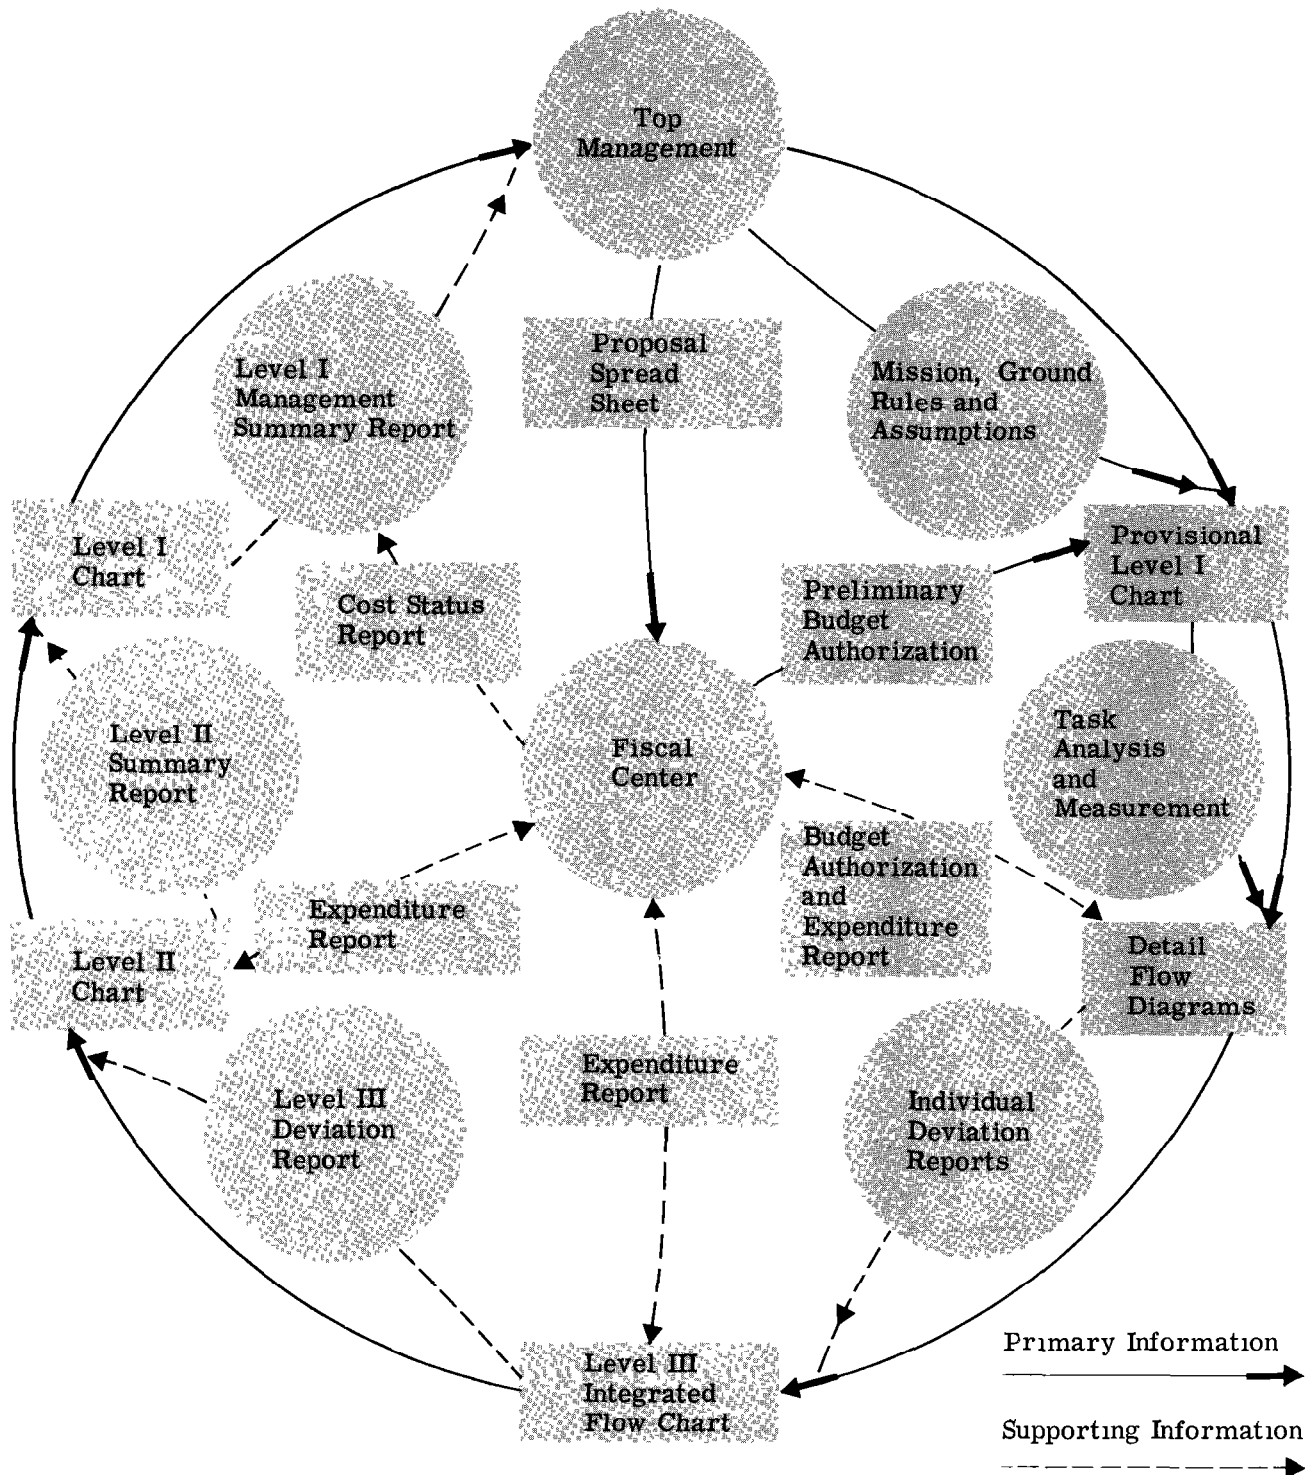 Top
Management
Level I
Management
Summary Report
Proposal
Spread
Sheet
Mission, Ground
Rules and
Assumptions
Level I
Chart
Cost Status
Report
Preliminary
Budget
Authorization
Provisional
Level I
Chart
Level II
Summary
Report
Fiscal
Center
Task
Analysis
and
Measurement
Expenditure
Report
Budget
Authorization
and
Expenditure
Report
Level II
Chart
Detail
Flow
Diagrams
Level III
Deviation
Report
Expenditure
Report
Individual
Deviation
Reports
Level III
Integrated
Flow Chart
Primary Information
Supporting Information